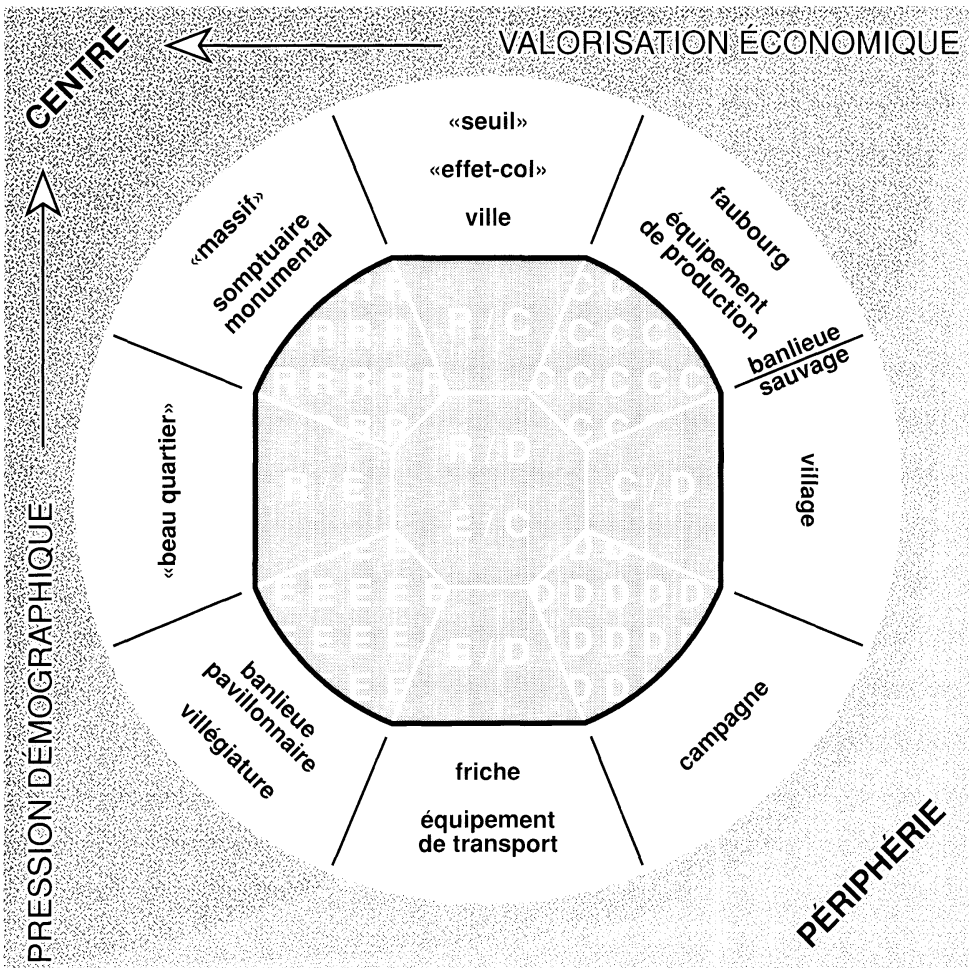 CENTRE
VALORISATION ÉCONOMIQUE
PRESSION DÉMOGRAPHIQUE
PÉRIPHÉRIE
«seuil»
«effet-col»
ville
faubourg
équipement
de production
banlieue
sauvage
village
campagne
friche
équipement
de transport
banlieue
pavillonnaire
villégiature
«beau quartier»
«massif»
somptuaire
monumental
R/C
R/D
R/E
C/D
E/C
E/D